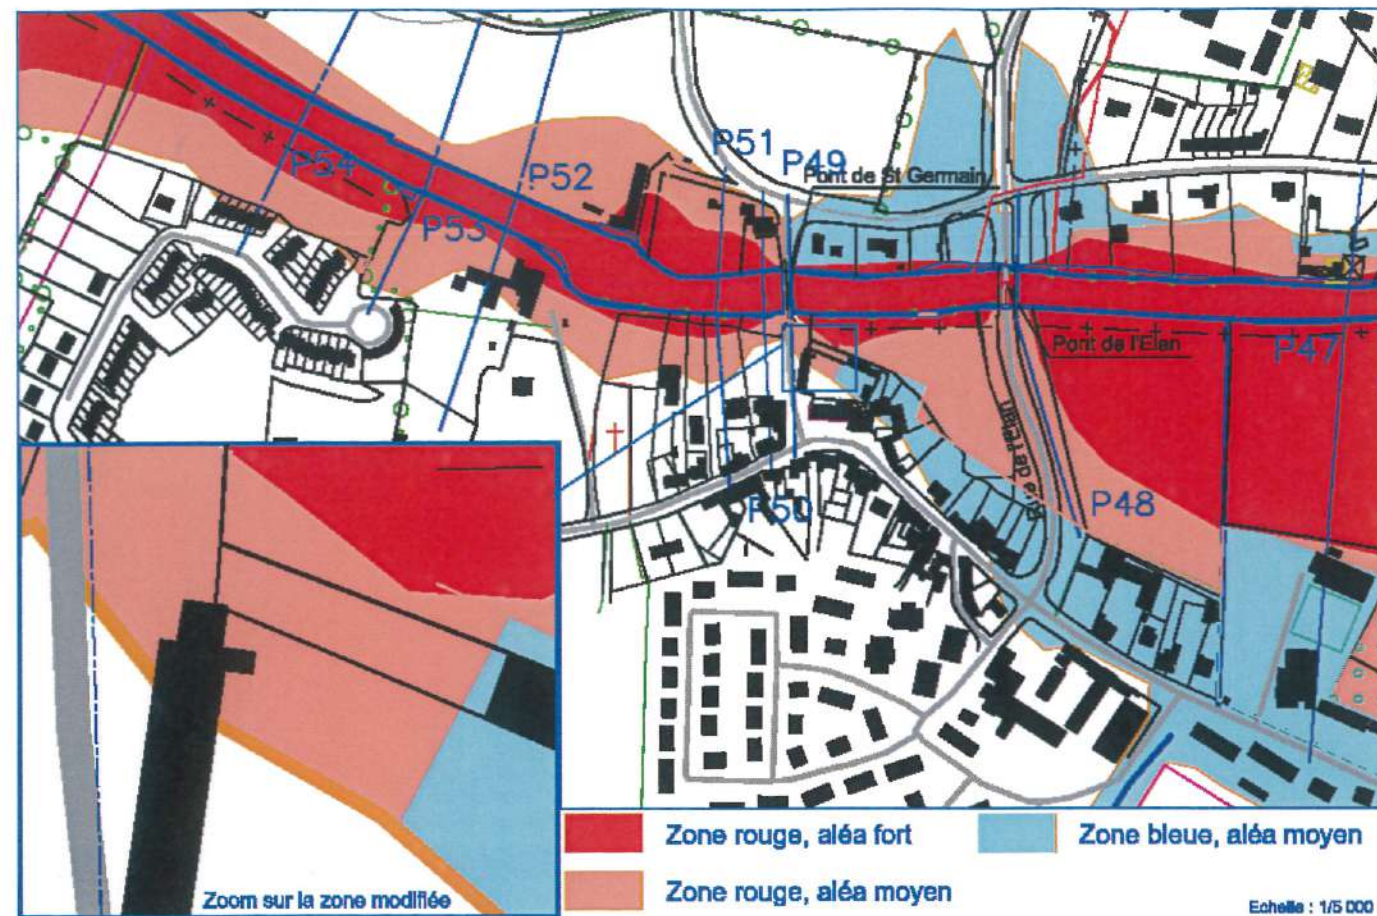 P51
P49
Pont de St Germain
P54
P52
P53
Pont de l'Elan
P47
Rue de l'Etang
P50
P48
Zone rouge, aléa fort
Zone bleue, aléa moyen
Zone rouge, aléa moyen
Zoom sur la zone modifiée
Echelle : 1/5 000